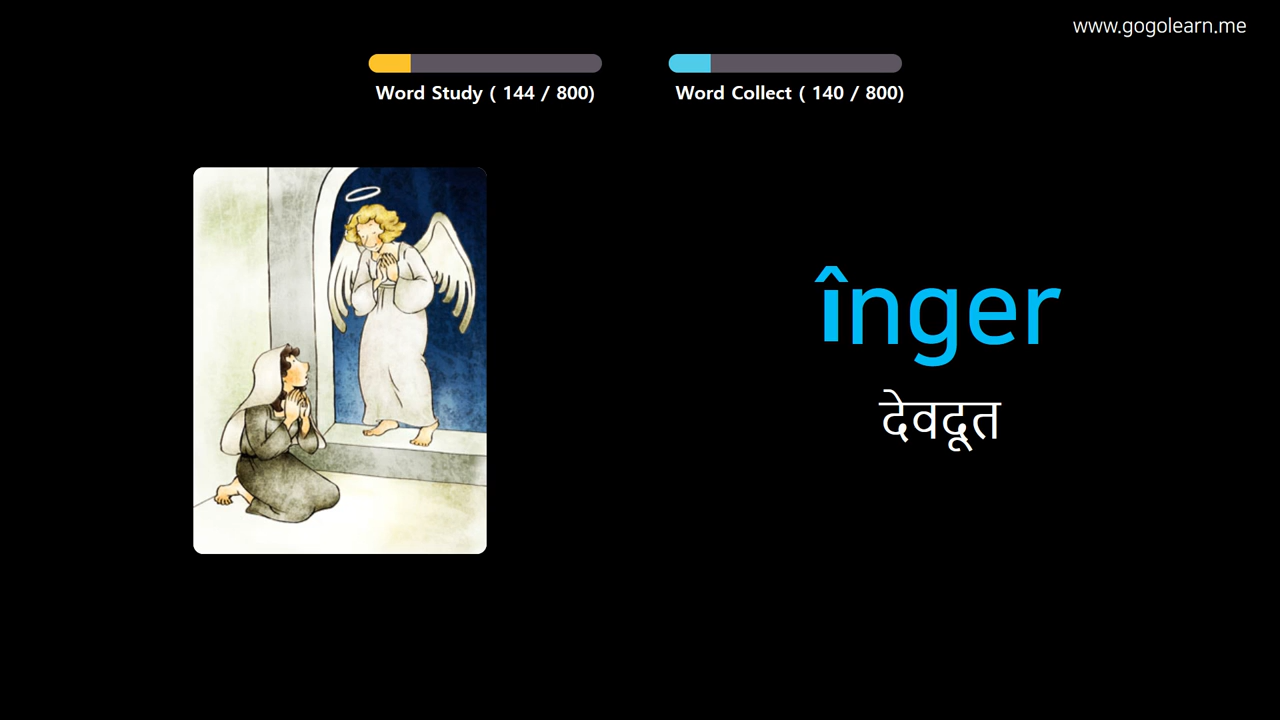 www.gogolearn.me
Word Study ( 144 / 800)
Word Collect ( 140 / 800)
înger
देवदूत